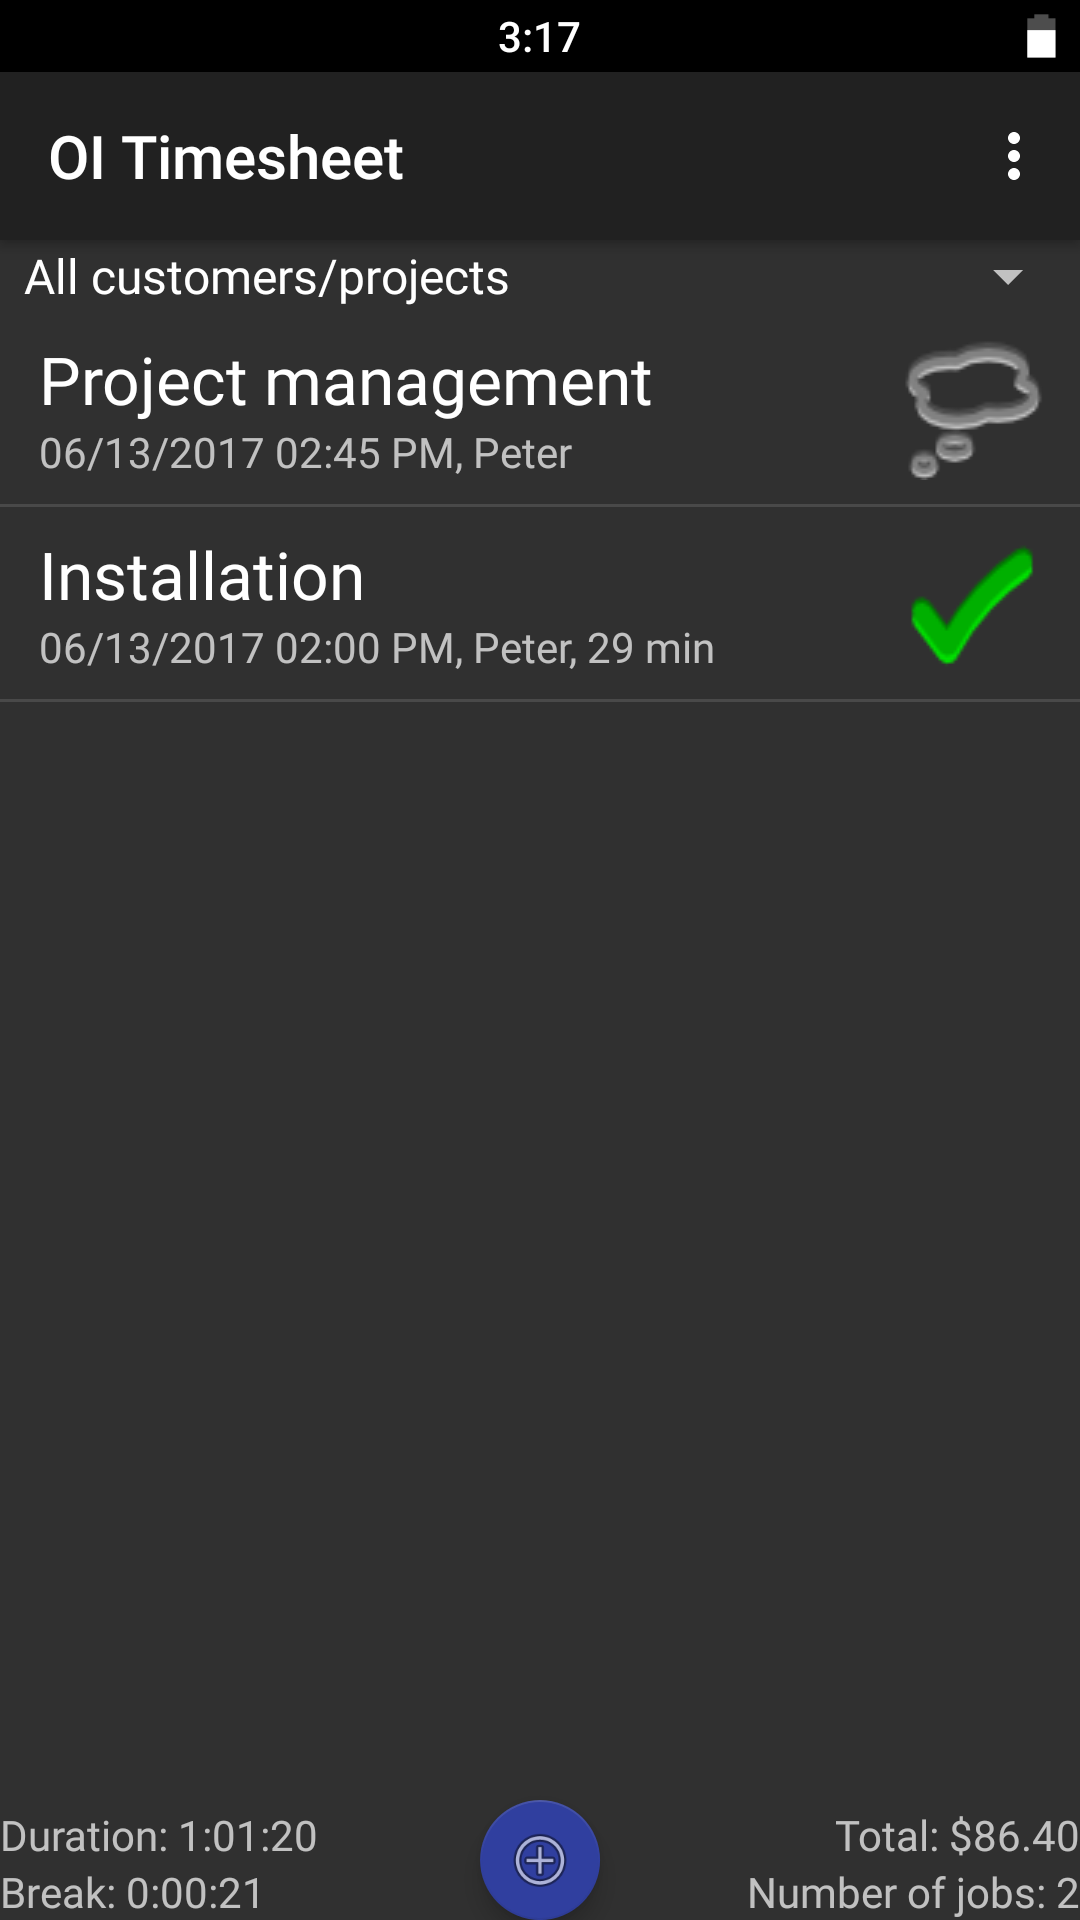 3:17
OI Timesheet
All customers/projects
Project management
06/13/2017 02:45 PM, Peter
Installation
06/13/2017 02:00 PM, Peter, 29 min
Duration: 1:01:20
Total: $86.40
Break: 0:00:21
Number of jobs: 2